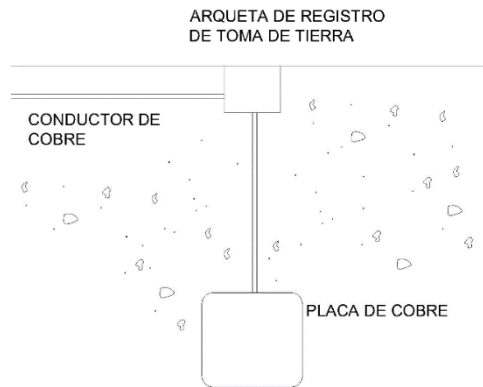 ARQUETA DE REGISTRO
DE TOMA DE TIERRA
CONDUCTOR DE
COBRE
PLACA DE COBRE